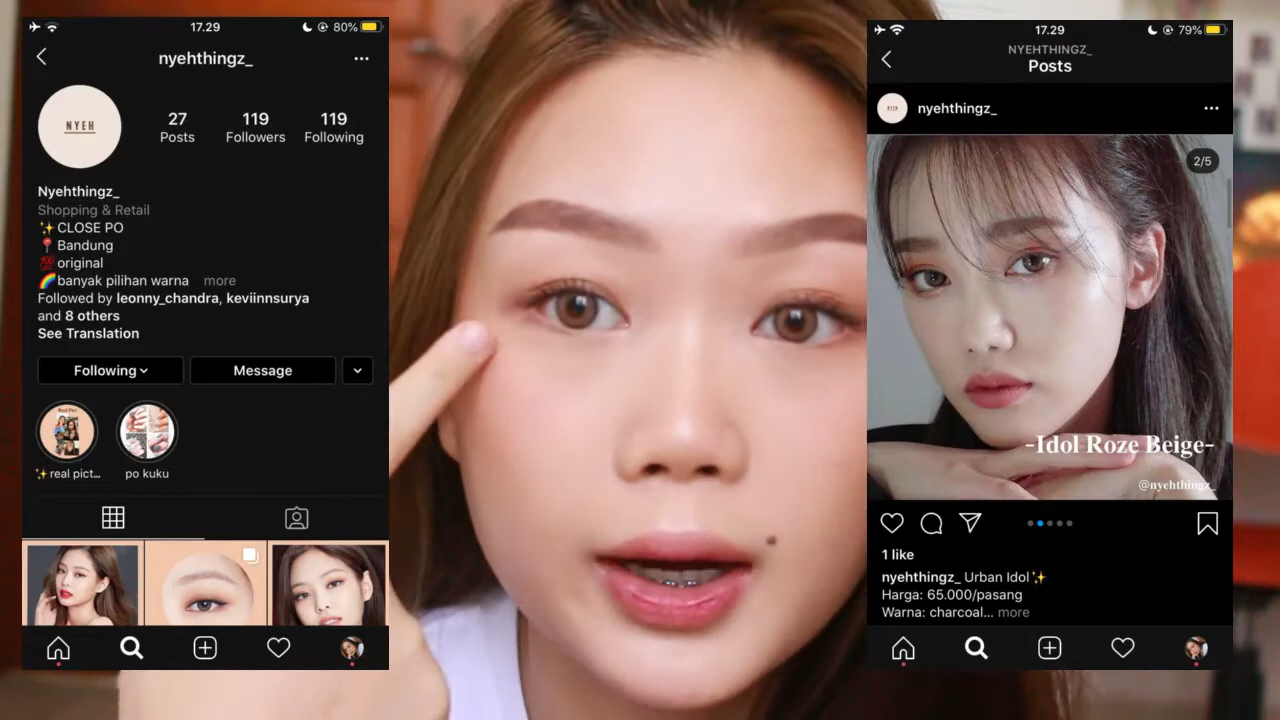 17.29
80%
nyehthingz_
NYEH
27
Posts
119
Followers
119
Following
Nyehthingz_
Shopping & Retail
✨ CLOSE PO
📍 Bandung
💯 original
🌈banyak pilihan warna more
Followed by leonny_chandra, keviinnsurya
and 8 others
See Translation
Following
Message
✨real pict...
po kuku
17.29
79%
NYEHTHINGZ_
Posts
nyehthingz_
2/5
-Idol Roze Beige-
@nyehthingz_
1 like
nyehthingz_ Urban Idol✨
Harga: 65.000/pasang
Warna: charcoal... more